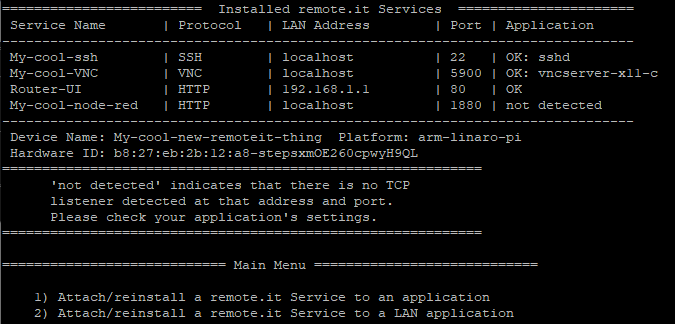 ========================= Installed remote.it Services ======================
Service Name | Protocol | LAN Address | Port | Application
-------------------------------------------------------------------------------
My-cool-ssh | SSH | localhost | 22 | OK: sshd
My-cool-VNC | VNC | localhost | 5900 | OK: vncserver-x11-c
Router-UI | HTTP | 192.168.1.1 | 80 | OK
My-cool-node-red | HTTP | localhost | 1880 | not detected
-------------------------------------------------------------------------------
Device Name: My-cool-new-remoteit-thing Platform: arm-linaro-pi
Hardware ID: b8:27:eb:2b:12:a8-stepsxmOE260cpwyH9QL
============================================================
'not detected' indicates that there is no TCP
listener detected at that address and port.
Please check your application's settings.
============================================================
============================ Main Menu ============================
1) Attach/reinstall a remote.it Service to an application
2) Attach/reinstall a remote.it Service to a LAN application